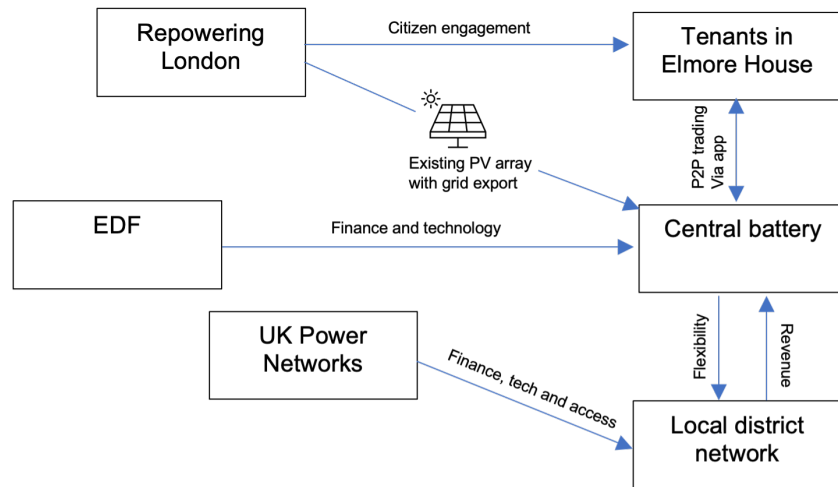 Repowering
London
Citizen engagement
Tenants in
Elmore House
Existing PV array
with grid export
P2P trading
Via app
EDF
Finance and technology
Central battery
UK Power
Networks
Finance, tech and access
Flexibility
Revenue
Local district
network